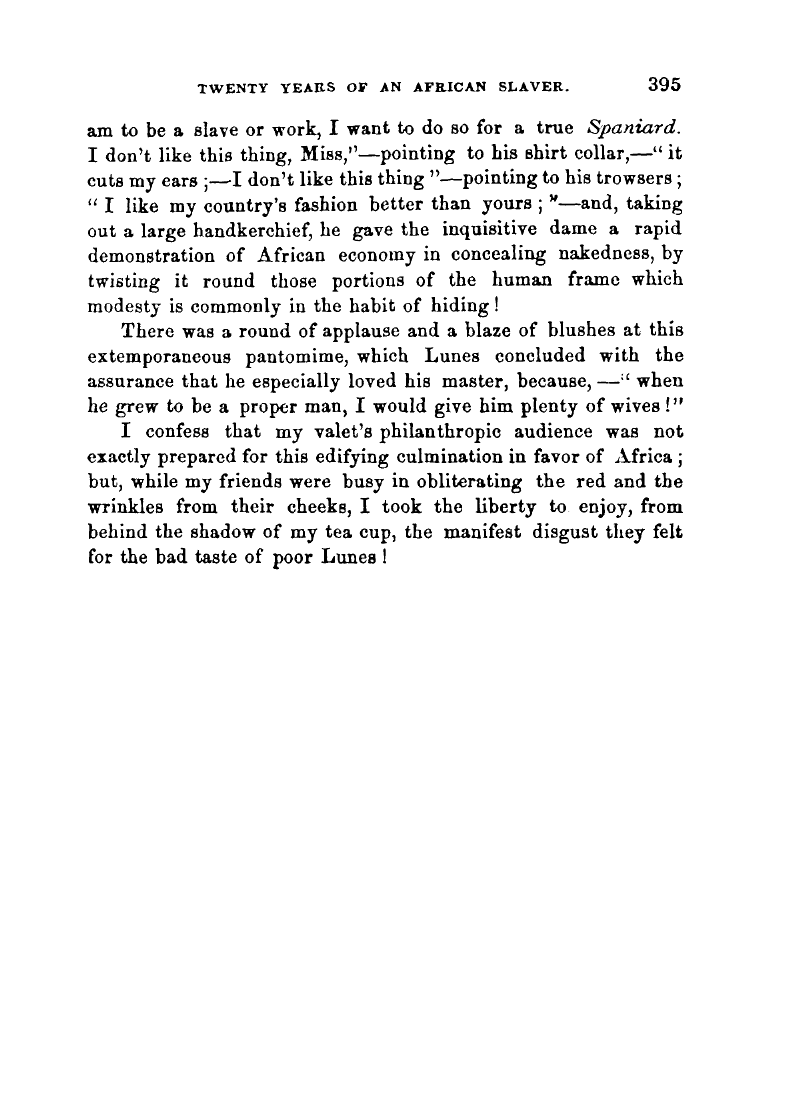 TWENTY YEARS OF AN AFRICAN SLAVER. 395
am to be a slave or work, I want to do so for a true Spaniard.
I don't like this thing, Miss,"—pointing to his shirt collar,—" it
cuts my ears ;—I don't like this thing "—pointing to his trowsers ;
" I like my country's fashion better than yours ; "—and, taking
out a large handkerchief, he gave the inquisitive dame a rapid
demonstration of African economy in concealing nakedness, by
twisting it round those portions of the human frame which
modesty is commonly in the habit of hiding !
There was a round of applause and a blaze of blushes at this
extemporaneous pantomime, which Lunes concluded with the
assurance that he especially loved his master, because, —" when
he grew to be a proper man, I would give him plenty of wives !"
I confess that my valet's philanthropic audience was not
exactly prepared for this edifying culmination in favor of Africa ;
but, while my friends were busy in obliterating the red and the
wrinkles from their cheeks, I took the liberty to enjoy, from
behind the shadow of my tea cup, the manifest disgust they felt
for the bad taste of poor Lunes !